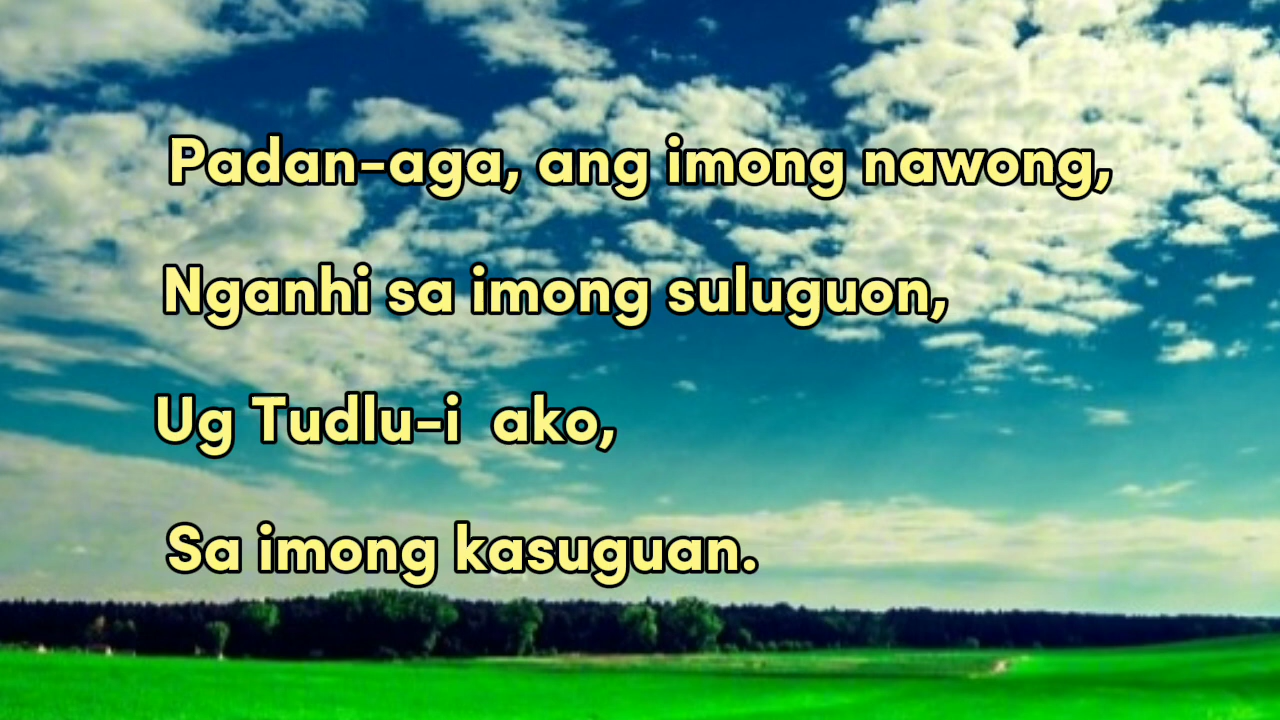 Padan-aga, ang imong nawong,
Nganhi sa imong suluguon,
Ug Tudlu-i ako,
Sa imong kasuguan.